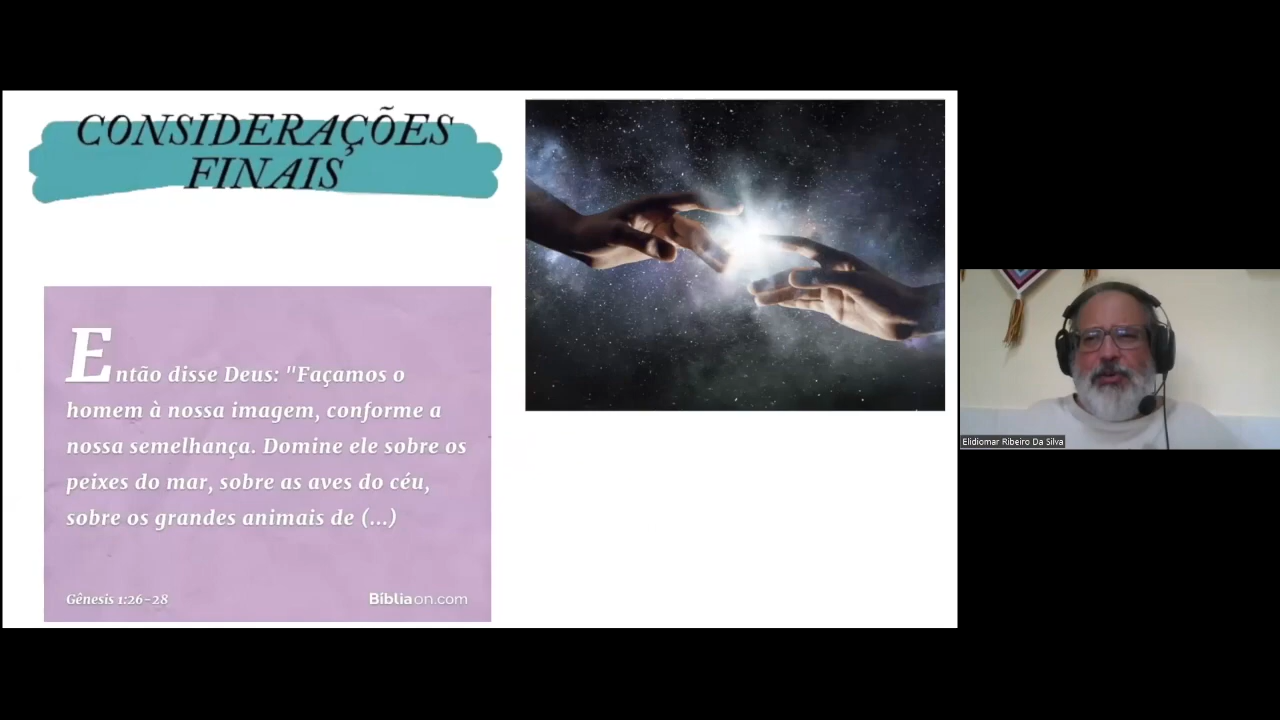 CONSIDERAÇÕES
FINAIS
Então disse Deus: "Façamos o
homem à nossa imagem, conforme a
nossa semelhança. Domine ele sobre os
peixes do mar, sobre as aves do céu,
sobre os grandes animais de (...)
Gênesis 1:26-28
Bíbliaon.com
Elidiomar Ribeiro Da Silva